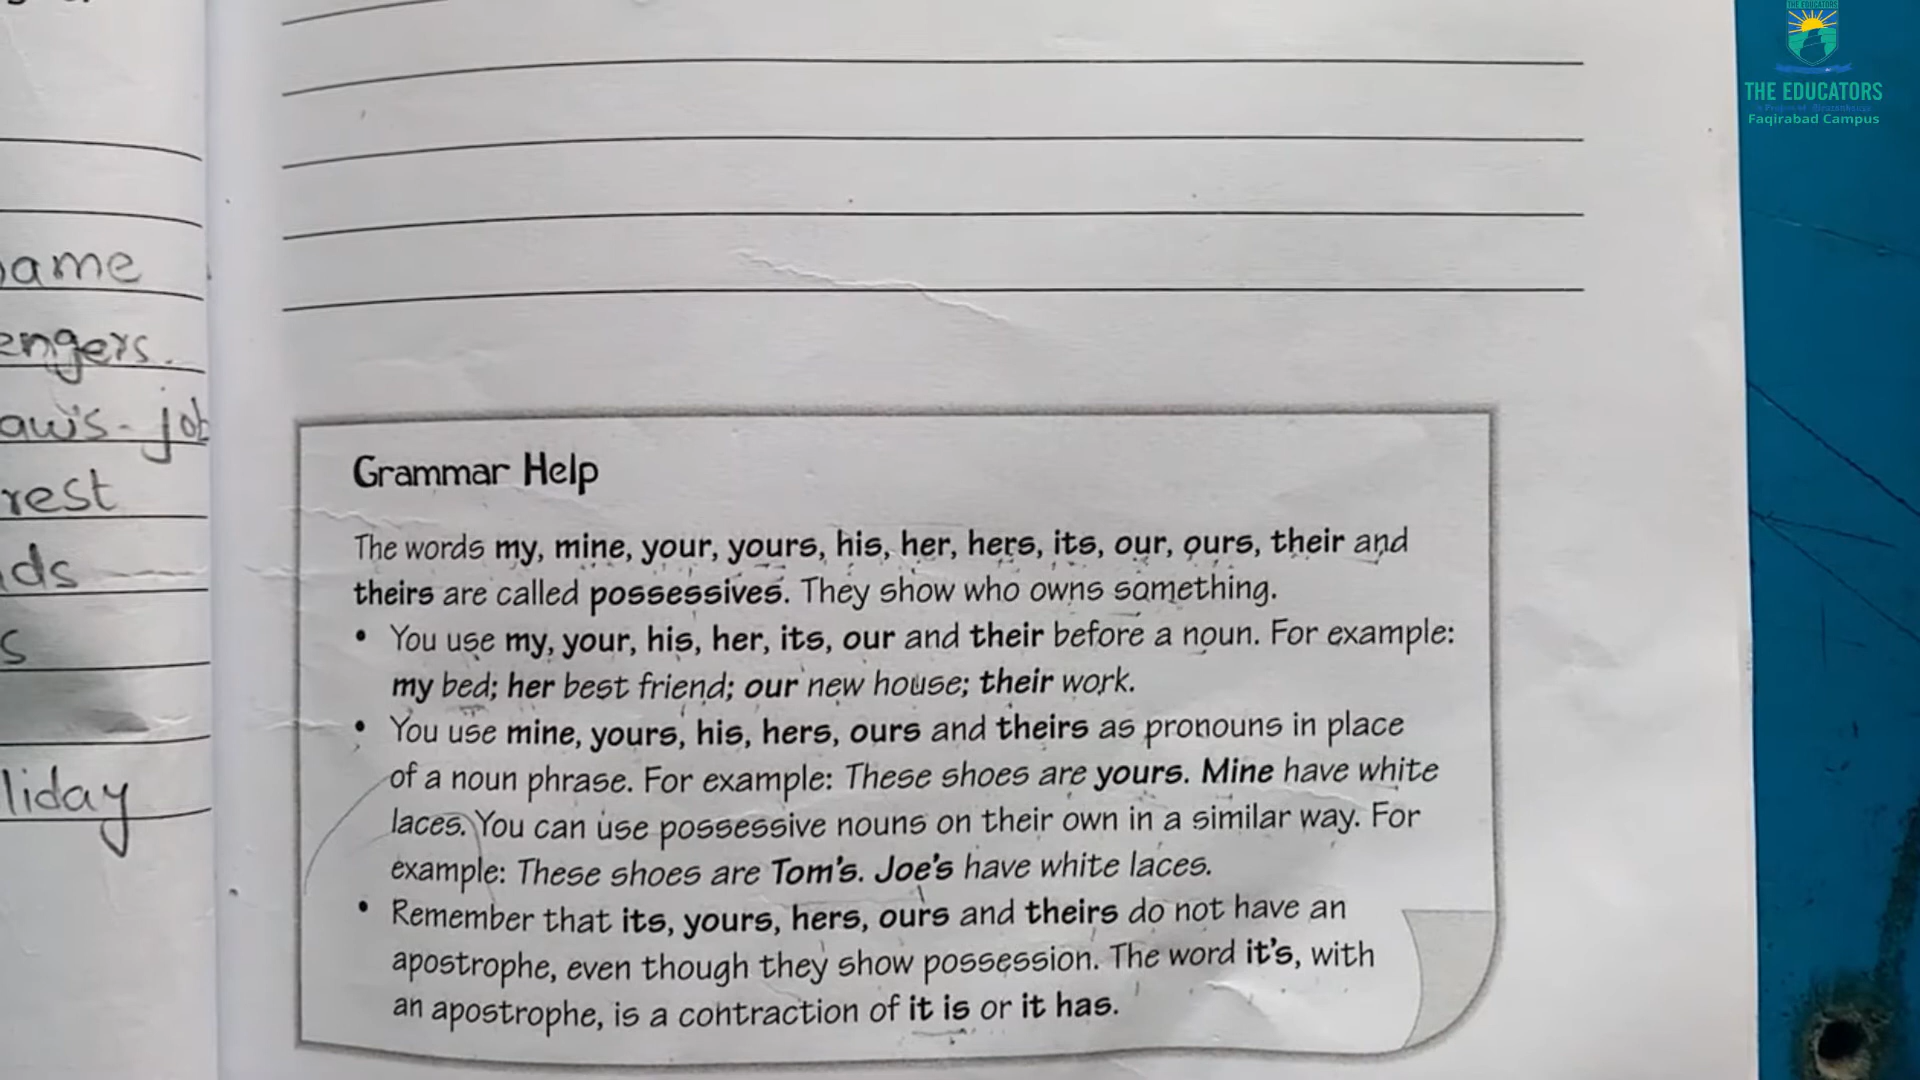 THE EDUCATORS
THE EDUCATORS
Faqirabad Campus
engers.
job
rest
Grammar Help
The words my, mine, your, yours, his, her, hers, its, our, ours, their and
theirs are called possessives. They show who owns something.
• You use my, your, his, her, its, our and their before a noun. For example:
my bed; her best friend; our new house; their work.
• You use mine, yours, his, hers, ours and theirs as pronouns in place
of a noun phrase. For example: These shoes are yours. Mine have white
laces. You can use possessive nouns on their own in a similar way. For
example: These shoes are Tom's. Joe's have white laces.
• Remember that its, yours, hers, ours and theirs do not have an
apostrophe, even though they show possession. The word it's, with
an apostrophe, is a contraction of it is or it has.